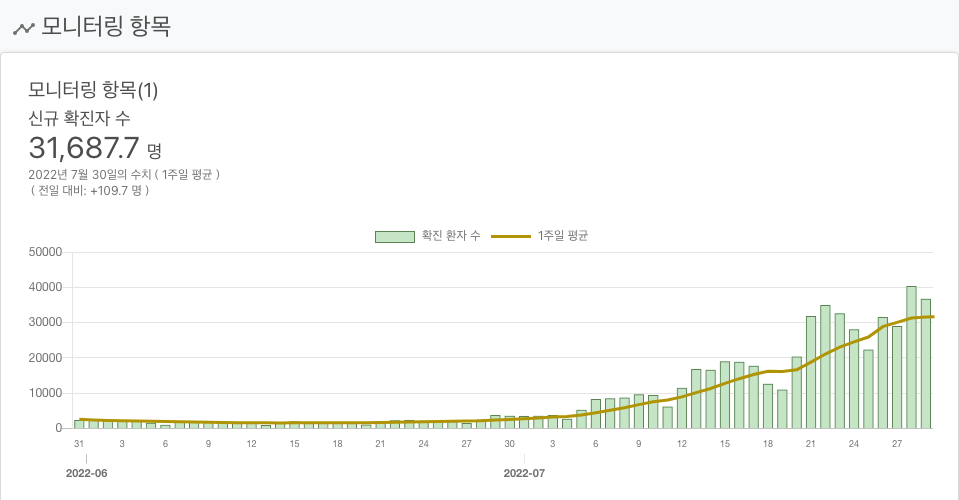 모니터링 항목
모니터링 항목(1)
신규 확진자 수
31,687.7 명
2022년 7월 30일의 수치 ( 1주일 평균 )
( 전일 대비: +109.7 명 )
확진 환자 수 1주일 평균
50000
40000
30000
20000
10000
0
31 3 6 9 12 15 18 21 24 27 30 3 6 9 12 15 18 21 24 27
2022-06 2022-07